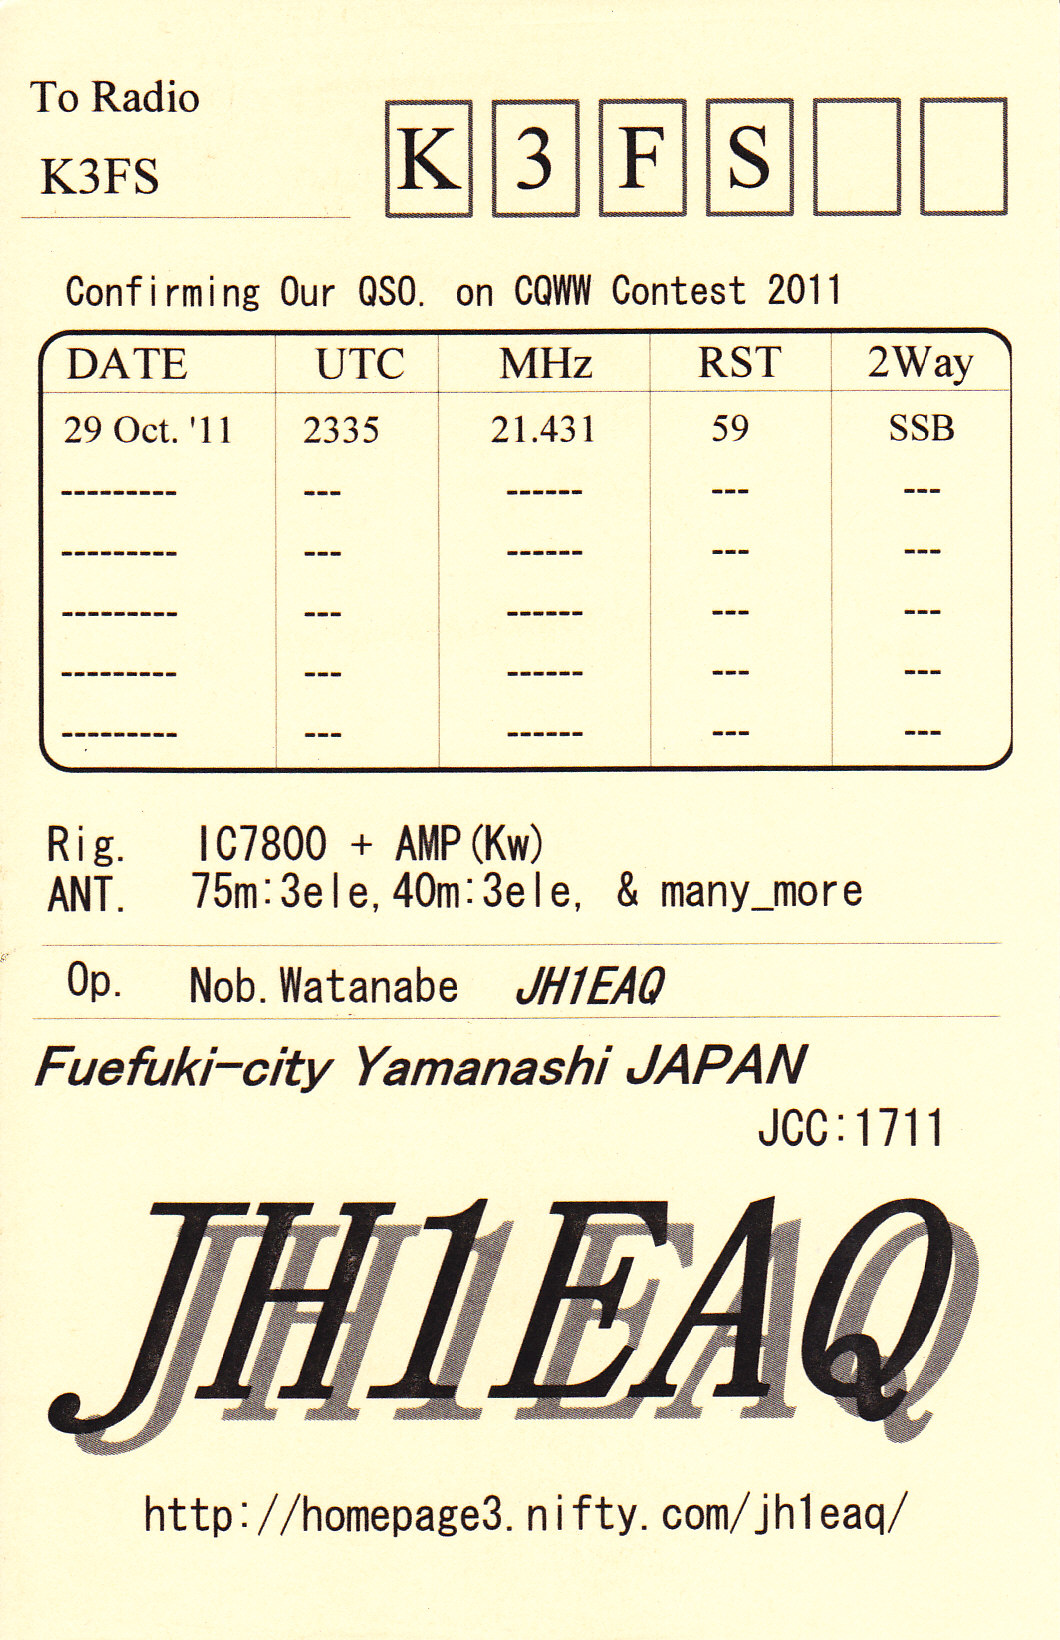 To Radio
K3FS
K 3 F S
Confirming Our QSO. on CQWW Contest 2011
DATE UTC MHz RST 2Way
29 Oct. '11 2335 21.431 59 SSB
--------- --- ------ --- ---
--------- --- ------ --- ---
--------- --- ------ --- ---
--------- --- ------ --- ---
--------- --- ------ --- ---
Rig. IC7800 + AMP(Kw)
ANT. 75m:3ele,40m:3ele, & many_more
Op. Nob.Watanabe JH1EAQ
Fuefuki-city Yamanashi JAPAN
JCC:1711
JH1EAQ
http://homepage3.nifty.com/jh1eaq/